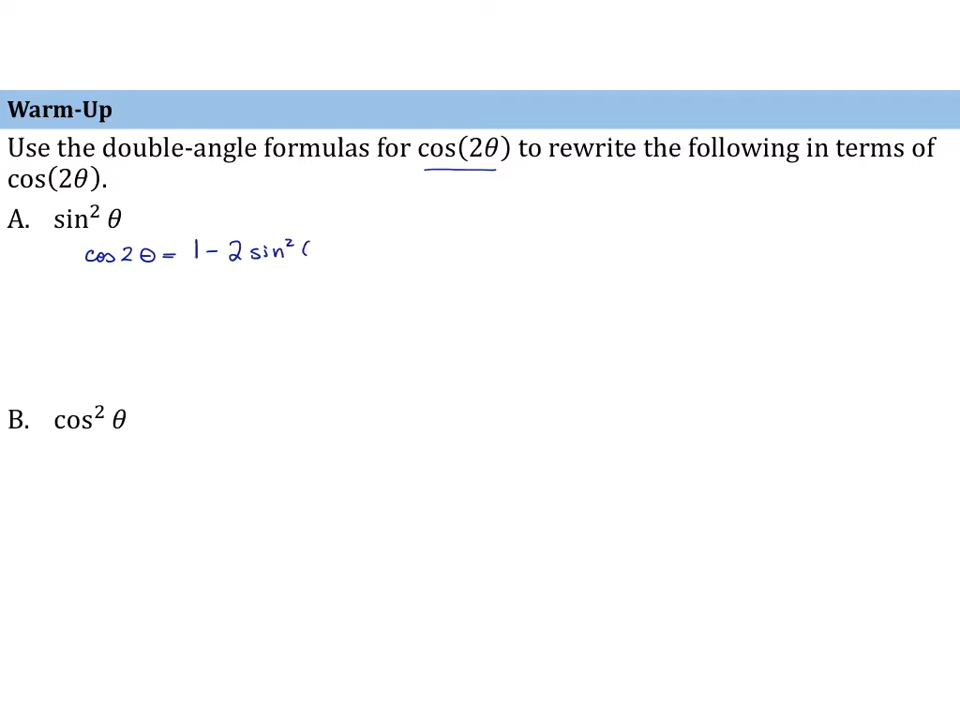 Warm-Up
Use the double-angle formulas for cos(2θ) to rewrite the following in terms of
cos(2θ).
A. sin² θ
cos 2θ = 1 − 2 sin² (
B. cos² θ